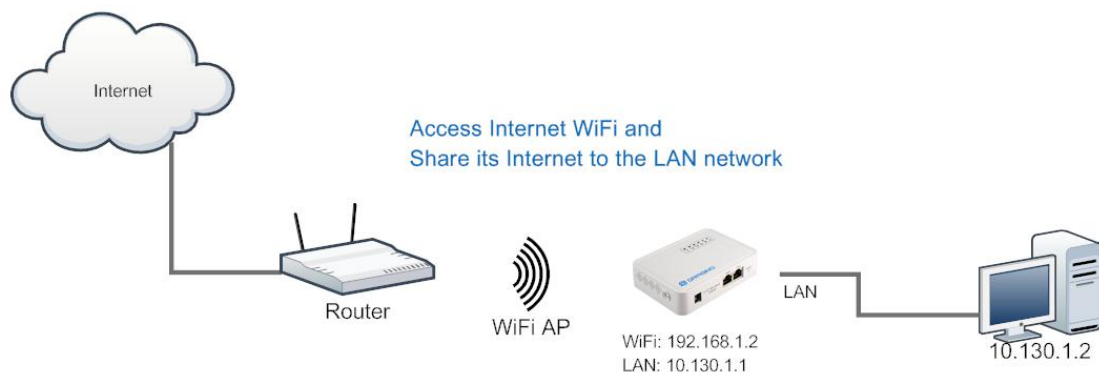 Internet
Access Internet WiFi and
Share its Internet to the LAN network
Router
WiFi AP
DRAGINO
LAN
WiFi: 192.168.1.2
LAN: 10.130.1.1
10.130.1.2